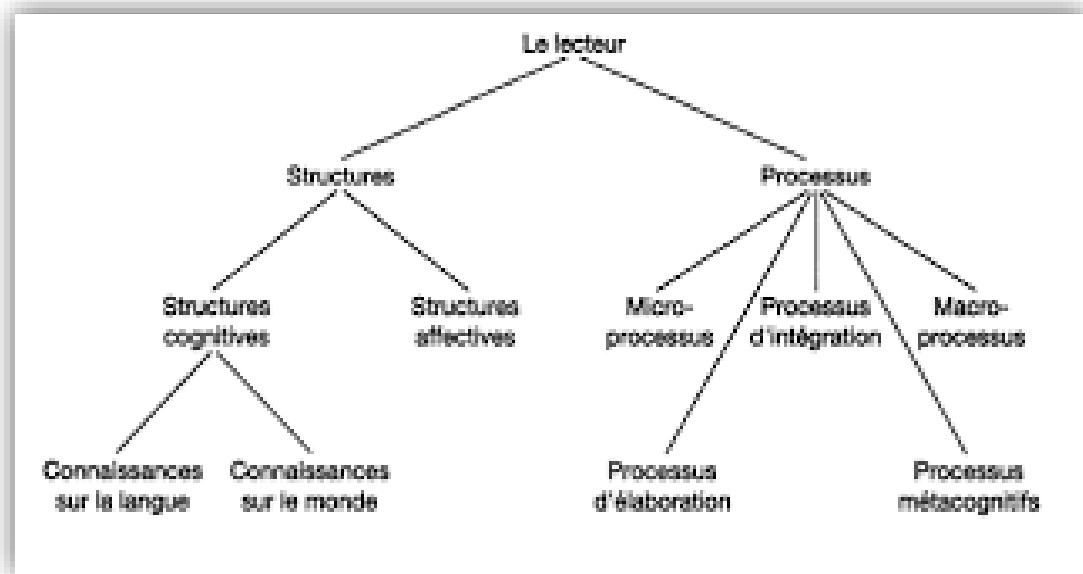 Le lecteur
Structures
Processus
Structures
cognitives
Structures
affectives
Micro-
processus
Processus
d'intégration
Macro-
processus
Connaissances
sur la langue
Connaissances
sur le monde
Processus
d'élaboration
Processus
métacognitifs